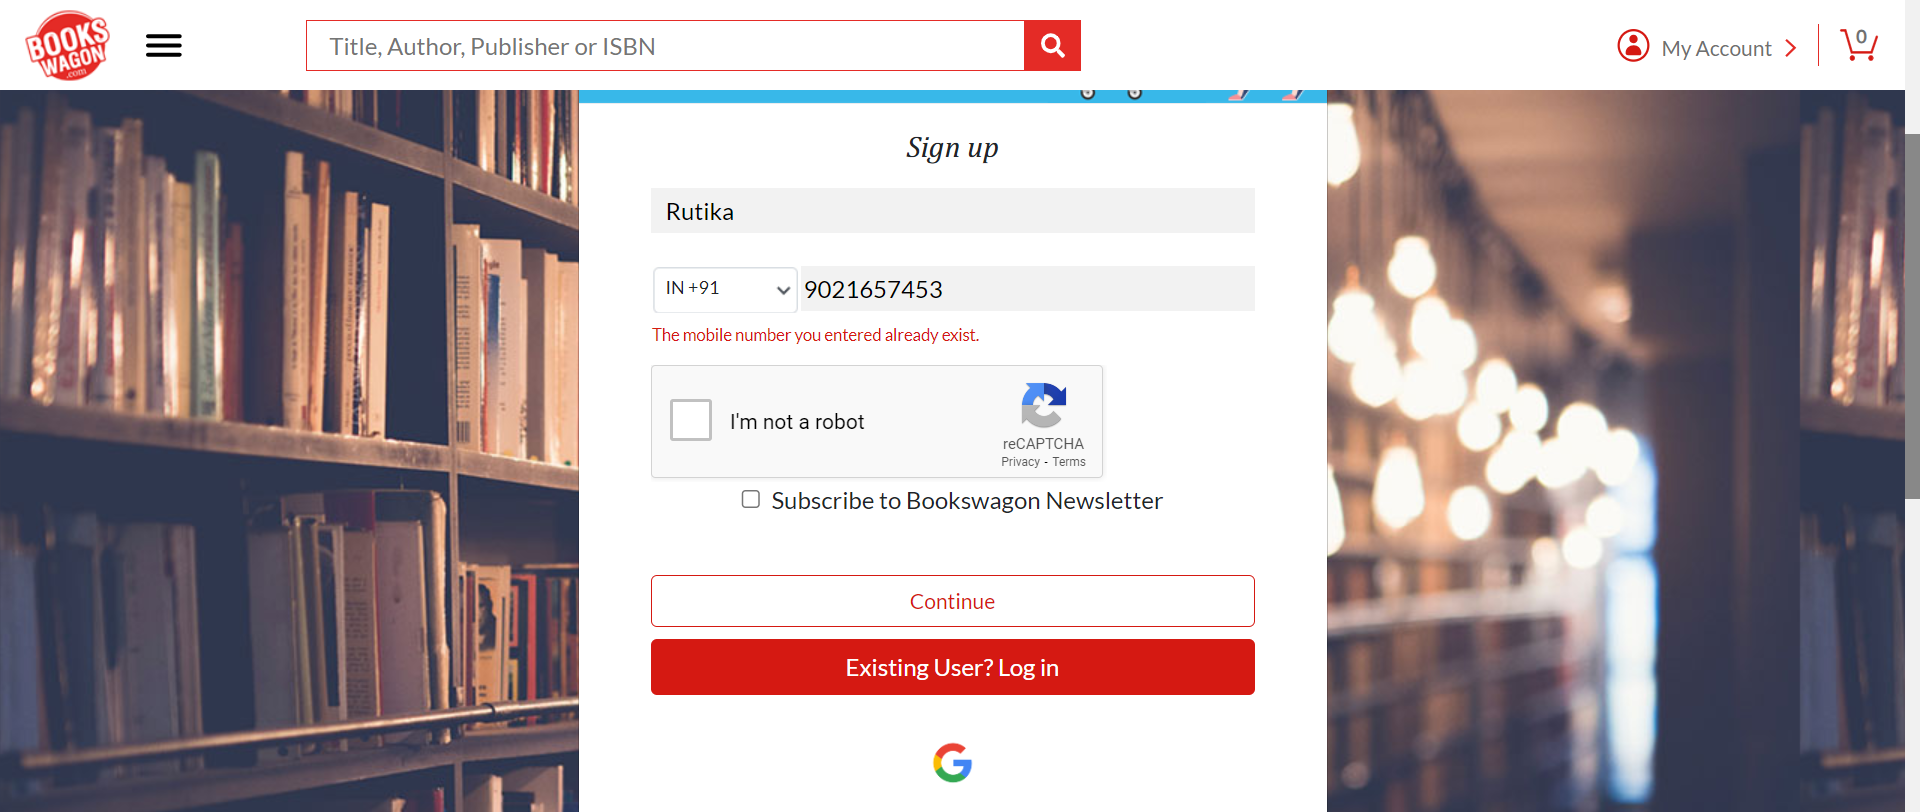 BOOKS
WAGON
.com
Title, Author, Publisher or ISBN
My Account
0
Sign up
Rutika
IN +91
9021657453
The mobile number you entered already exist.
I'm not a robot
reCAPTCHA
Privacy - Terms
Subscribe to Bookswagon Newsletter
Continue
Existing User? Log in